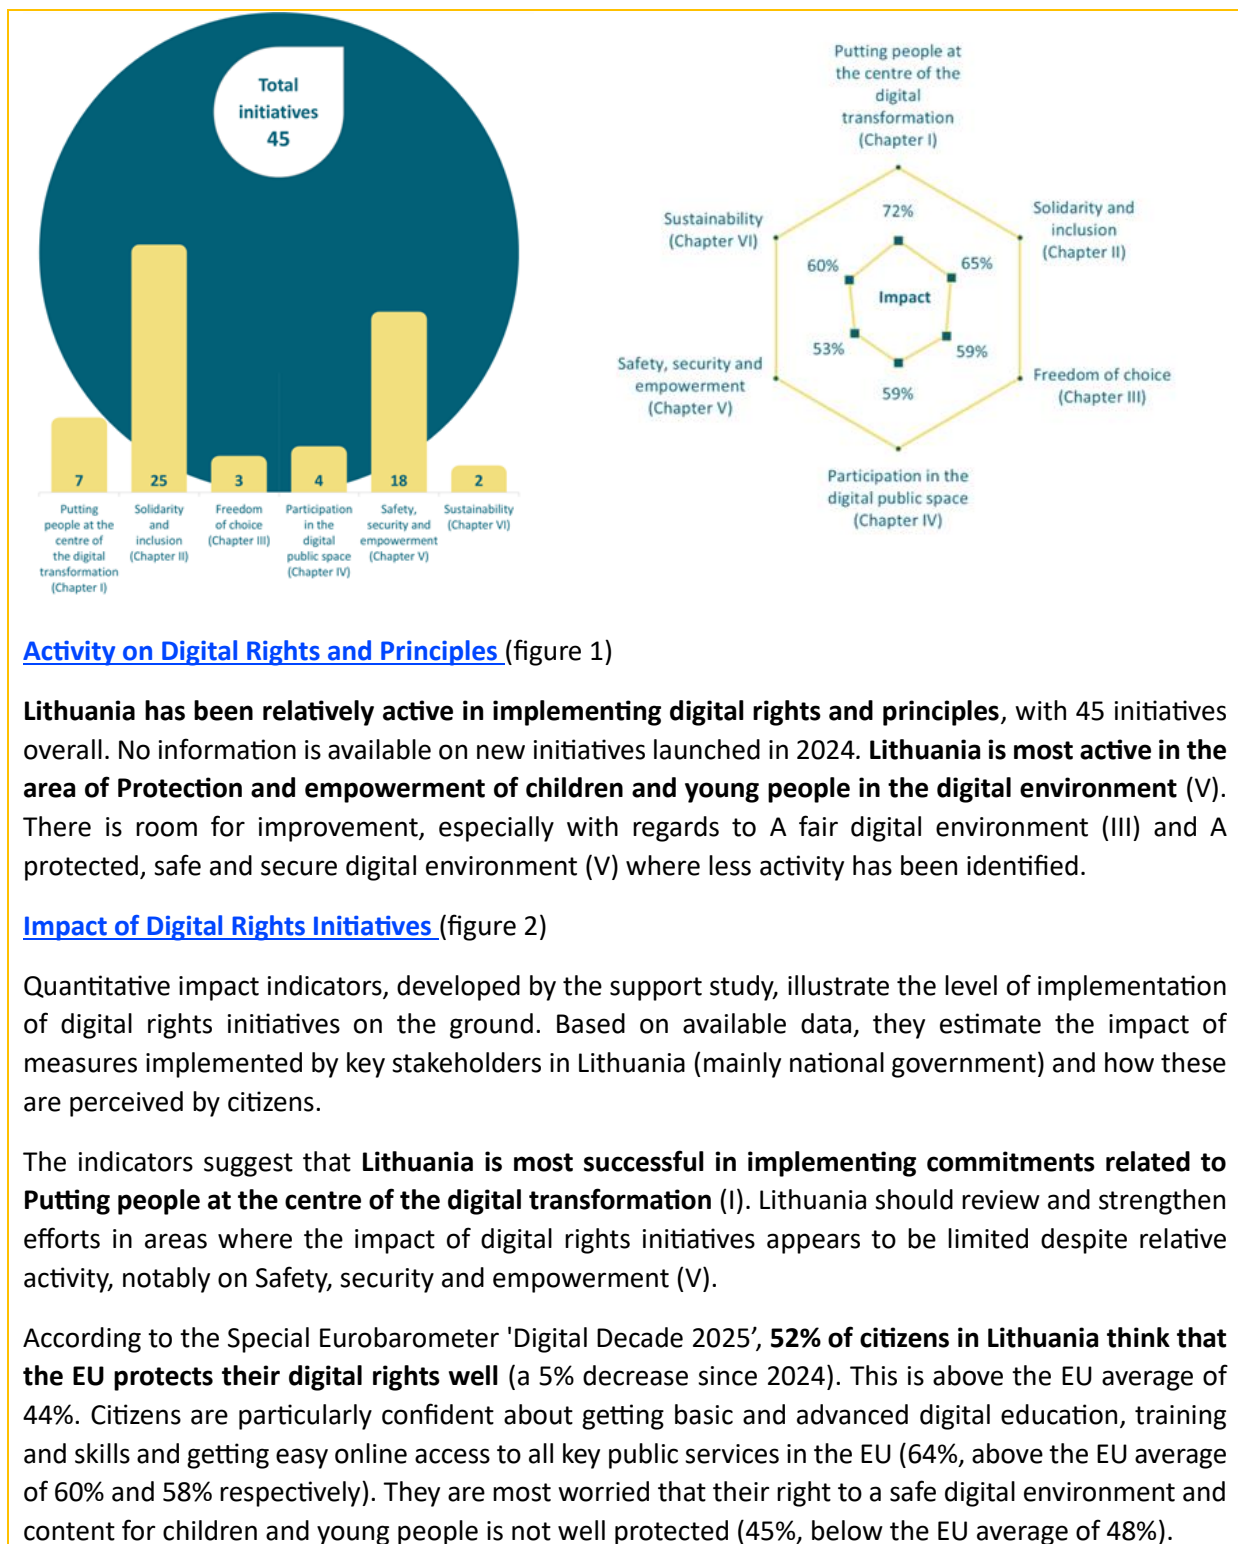 Total
initiatives
45
7
25
3
4
18
2
Putting
people at the
centre of
the digital
transformation
(Chapter I)
Solidarity
and
inclusion
(Chapter II)
Freedom
of choice
(Chapter III)
Participation
in the
digital
public space
(Chapter IV)
Safety,
security and
empowerment
(Chapter V)
Sustainability
(Chapter VI)
Putting people at
the centre of the
digital
transformation
(Chapter I)
Solidarity and
inclusion
(Chapter II)
Freedom of choice
(Chapter III)
Participation in the
digital public space
(Chapter IV)
Safety, security and
empowerment
(Chapter V)
Sustainability
(Chapter VI)
72%
65%
59%
59%
53%
60%
Impact
Activity on Digital Rights and Principles (figure 1)
Lithuania has been relatively active in implementing digital rights and principles, with 45 initiatives
overall. No information is available on new initiatives launched in 2024. Lithuania is most active in the
area of Protection and empowerment of children and young people in the digital environment (V).
There is room for improvement, especially with regards to A fair digital environment (III) and A
protected, safe and secure digital environment (V) where less activity has been identified.
Impact of Digital Rights Initiatives (figure 2)
Quantitative impact indicators, developed by the support study, illustrate the level of implementation
of digital rights initiatives on the ground. Based on available data, they estimate the impact of
measures implemented by key stakeholders in Lithuania (mainly national government) and how these
are perceived by citizens.
The indicators suggest that Lithuania is most successful in implementing commitments related to
Putting people at the centre of the digital transformation (I). Lithuania should review and strengthen
efforts in areas where the impact of digital rights initiatives appears to be limited despite relative
activity, notably on Safety, security and empowerment (V).
According to the Special Eurobarometer 'Digital Decade 2025’, 52% of citizens in Lithuania think that
the EU protects their digital rights well (a 5% decrease since 2024). This is above the EU average of
44%. Citizens are particularly confident about getting basic and advanced digital education, training
and skills and getting easy online access to all key public services in the EU (64%, above the EU average
of 60% and 58% respectively). They are most worried that their right to a safe digital environment and
content for children and young people is not well protected (45%, below the EU average of 48%).